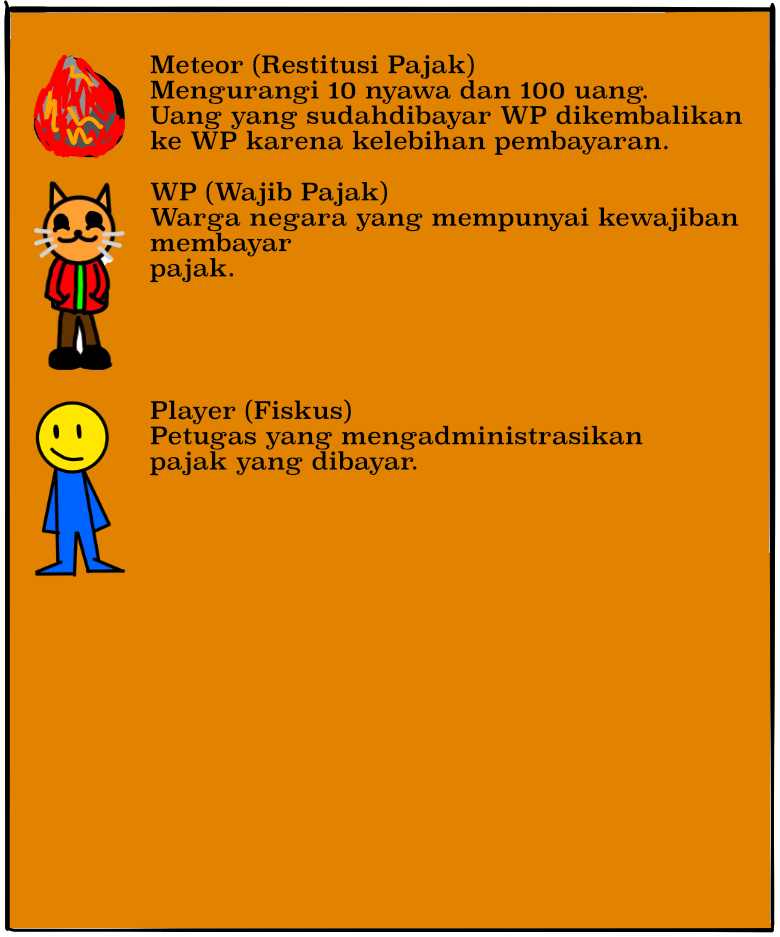 Meteor (Restitusi Pajak)
Mengurangi 10 nyawa dan 100 uang.
Uang yang sudahdibayar WP dikembalikan
ke WP karena kelebihan pembayaran.
WP (Wajib Pajak)
Warga negara yang mempunyai kewajiban
membayar
pajak.
Player (Fiskus)
Petugas yang mengadministrasikan
pajak yang dibayar.